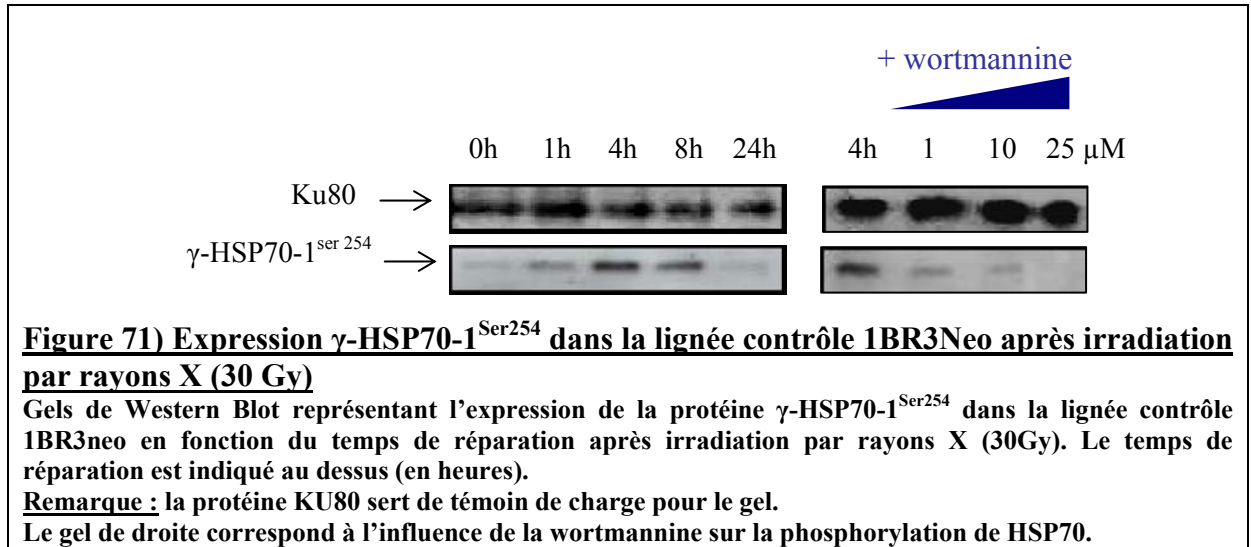 + wortmannine
0h 1h 4h 8h 24h 4h 1 10 25 µM
Ku80
γ-HSP70-1ser 254
Figure 71) Expression γ-HSP70-1Ser254 dans la lignée contrôle 1BR3Neo après irradiation
par rayons X (30 Gy)
Gels de Western Blot représentant l'expression de la protéine γ-HSP70-1Ser254 dans la lignée contrôle
1BR3neo en fonction du temps de réparation après irradiation par rayons X (30Gy). Le temps de
réparation est indiqué au dessus (en heures).
Remarque : la protéine KU80 sert de témoin de charge pour le gel.
Le gel de droite correspond à l'influence de la wortmannine sur la phosphorylation de HSP70.